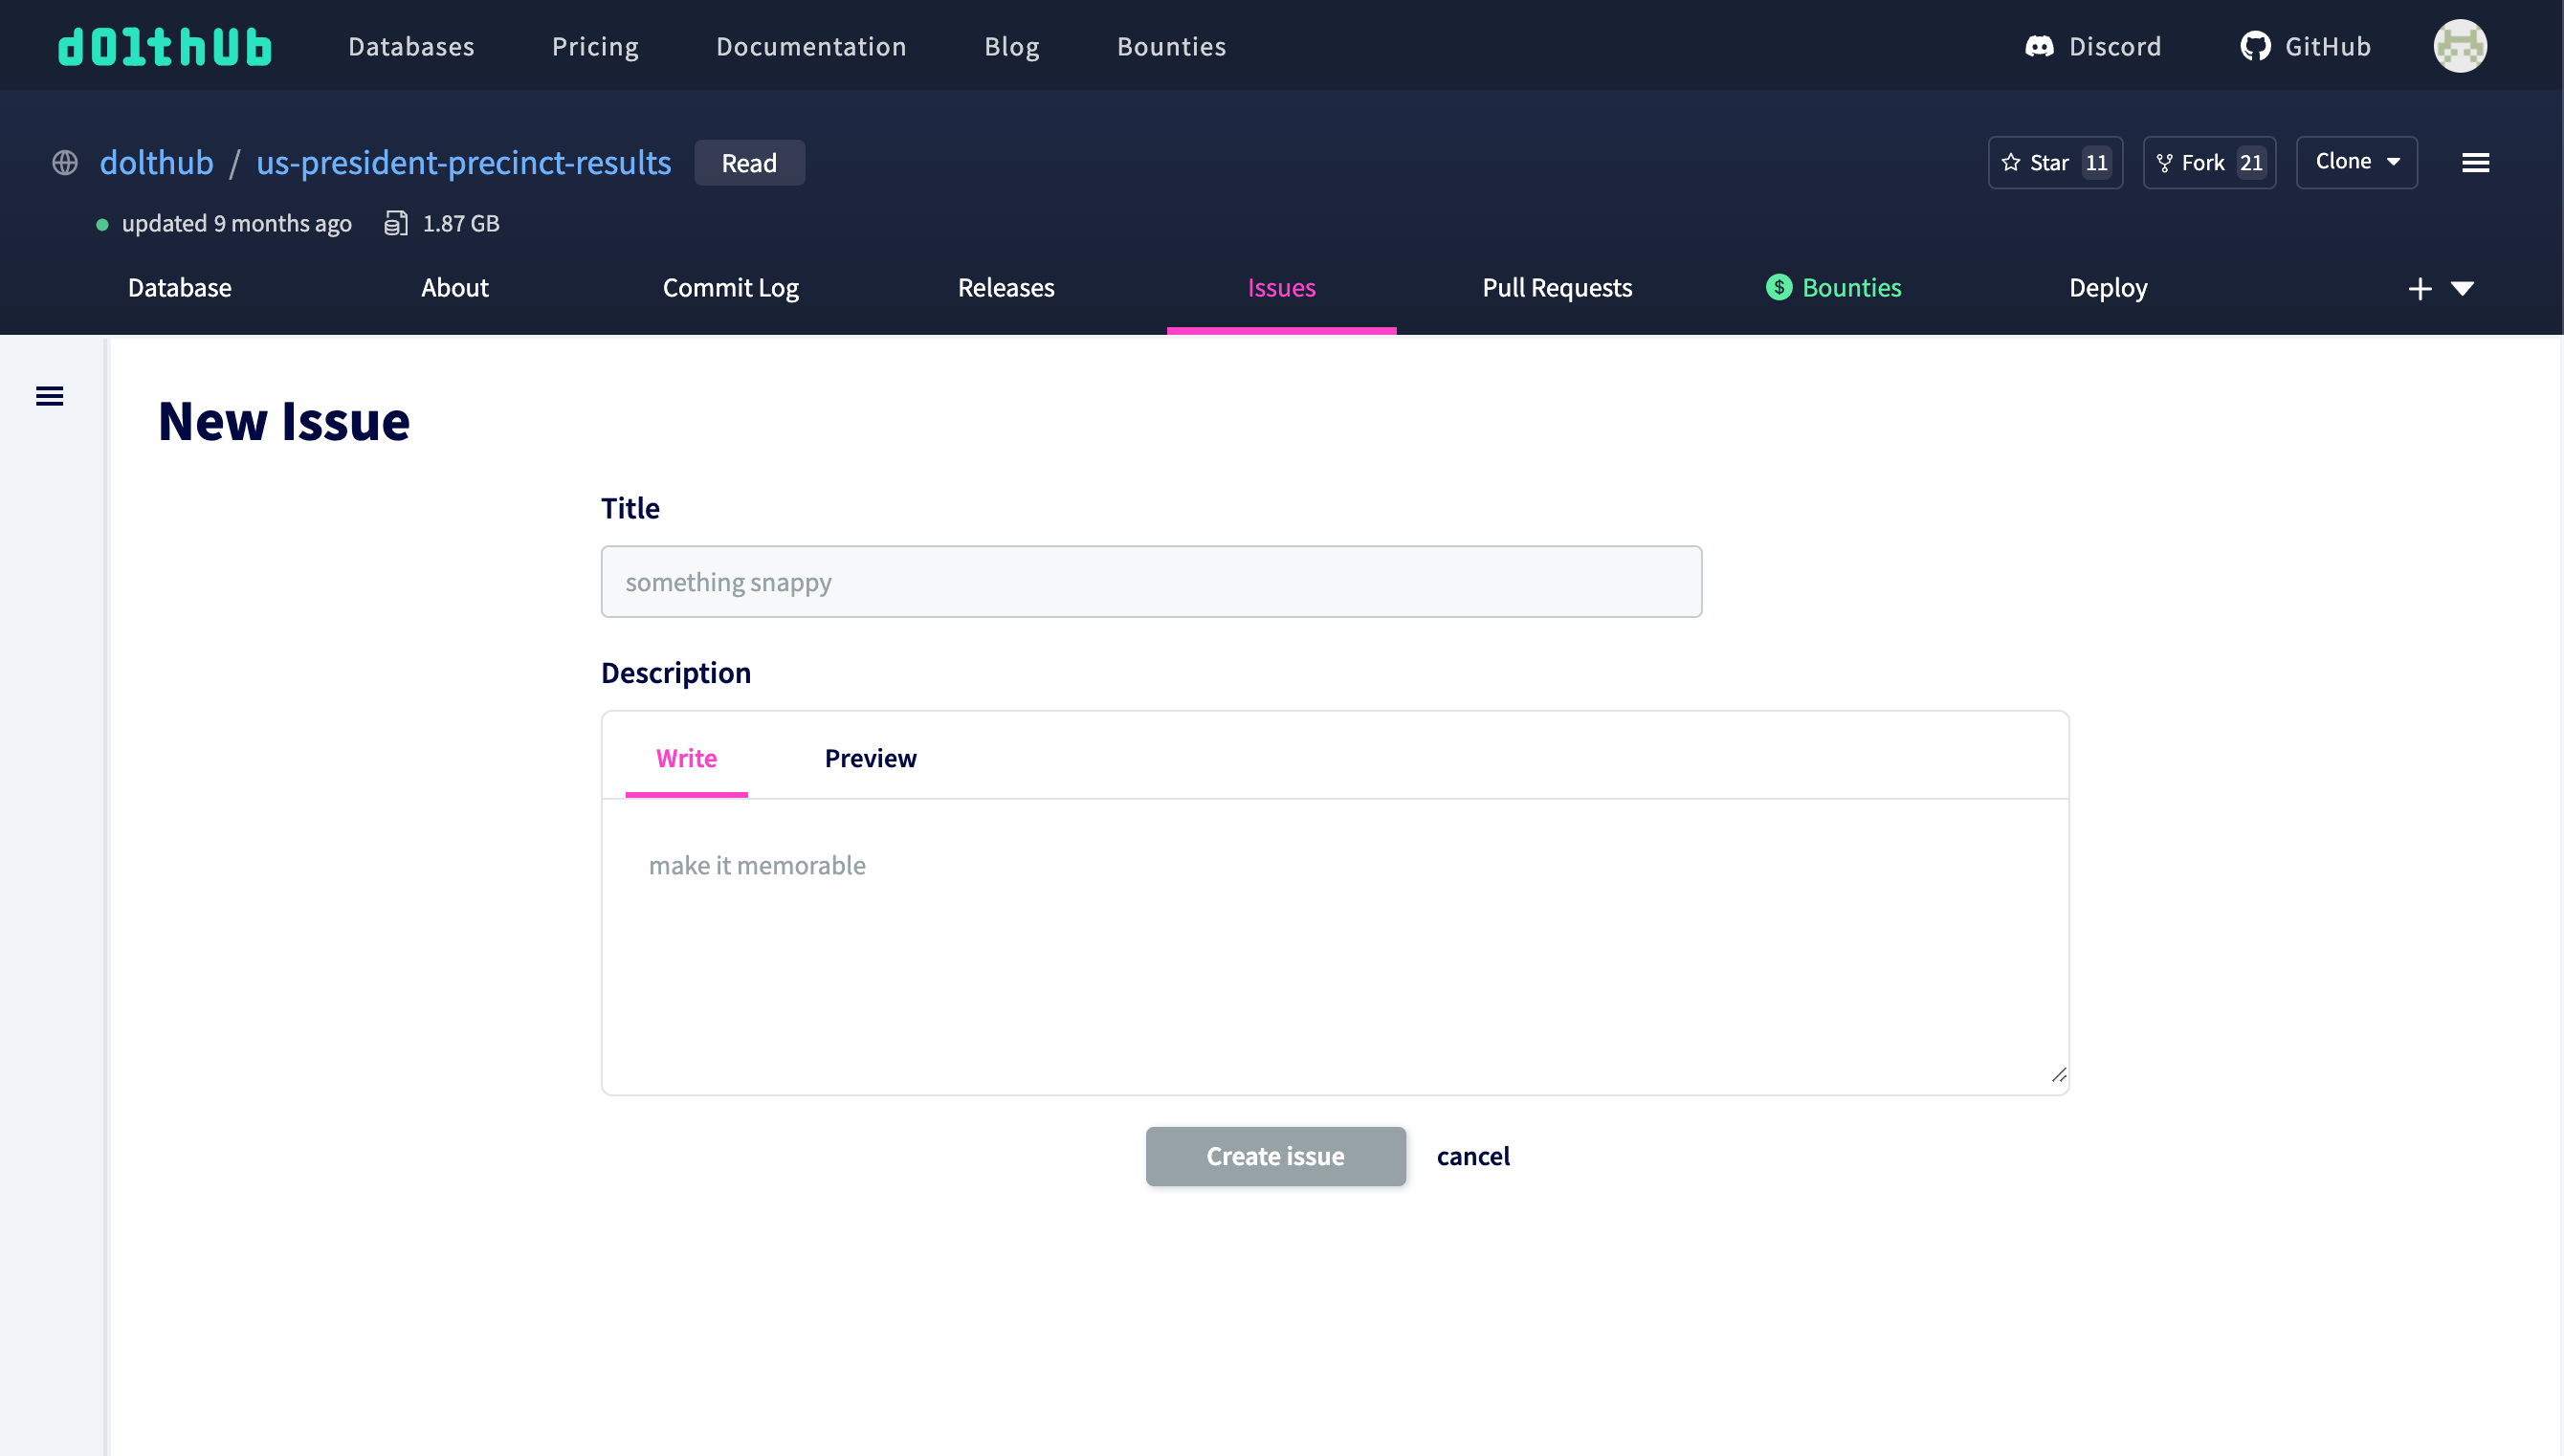 dolthub Databases Pricing Documentation Blog Bounties Discord GitHub
dolthub / us-president-precinct-results Read Star 11 Fork 21 Clone
updated 9 months ago 1.87 GB
Database About Commit Log Releases Issues Pull Requests $ Bounties Deploy
New Issue
Title
something snappy
Description
Write Preview
make it memorable
Create issue cancel